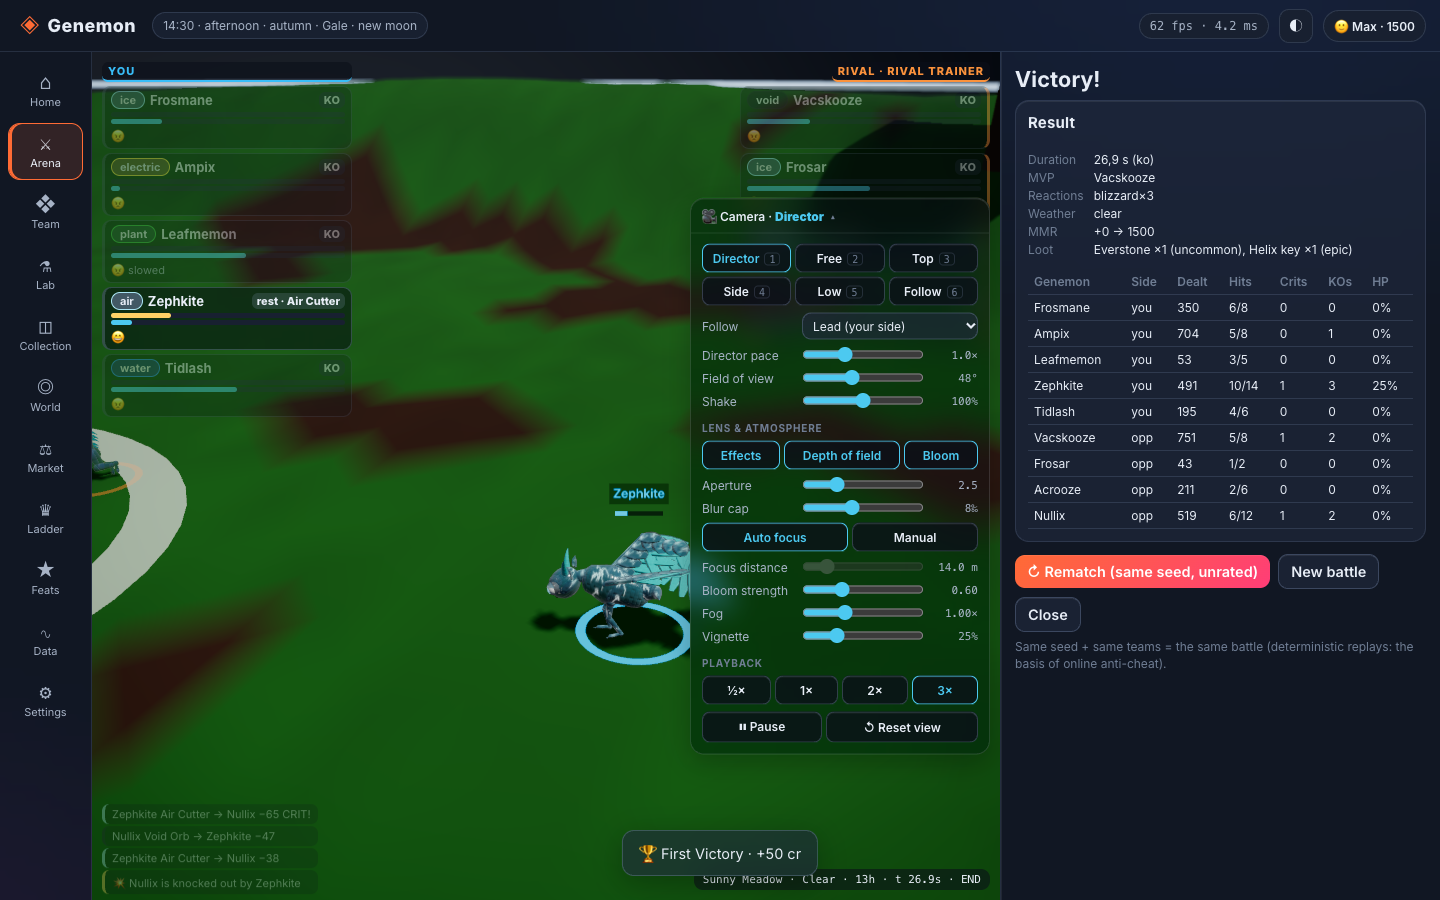 Genemon
14:30 · afternoon · autumn · Gale · new moon
62 fps · 4.2 ms
Max · 1500
Home
Arena
Team
Lab
Collection
World
Market
Ladder
Feats
Data
Settings
YOU
ice Frosmane KO
electric Ampix KO
plant Leafmemon KO
slowed
air Zephkite rest · Air Cutter
water Tidlash KO
RIVAL · RIVAL TRAINER
void Vacskooze KO
ice Frosar KO
Zephkite
Camera · Director
Director 1 Free 2 Top 3
Side 4 Low 5 Follow 6
Follow Lead (your side)
Director pace 1.0×
Field of view 48°
Shake 100%
LENS & ATMOSPHERE
Effects Depth of field Bloom
Aperture 2.5
Blur cap 8‰
Auto focus Manual
Focus distance 14.0 m
Bloom strength 0.60
Fog 1.00×
Vignette 25%
PLAYBACK
½× 1× 2× 3×
Pause Reset view
Zephkite Air Cutter → Nullix −65 CRIT!
Nullix Void Orb → Zephkite −47
Zephkite Air Cutter → Nullix −38
Nullix is knocked out by Zephkite
First Victory · +50 cr
Sunny Meadow · Clear · 13h · t 26.9s · END
Victory!
Result
Duration 26,9 s (ko)
MVP Vacskooze
Reactions blizzard×3
Weather clear
MMR +0 → 1500
Loot Everstone ×1 (uncommon), Helix key ×1 (epic)
Genemon Side Dealt Hits Crits KOs HP
Frosmane you 350 6/8 0 0 0%
Ampix you 704 5/8 0 1 0%
Leafmemon you 53 3/5 0 0 0%
Zephkite you 491 10/14 1 3 25%
Tidlash you 195 4/6 0 0 0%
Vacskooze opp 751 5/8 1 2 0%
Frosar opp 43 1/2 0 0 0%
Acrooze opp 211 2/6 0 0 0%
Nullix opp 519 6/12 1 2 0%
↻ Rematch (same seed, unrated) New battle
Close
Same seed + same teams = the same battle (deterministic replays: the
basis of online anti-cheat).